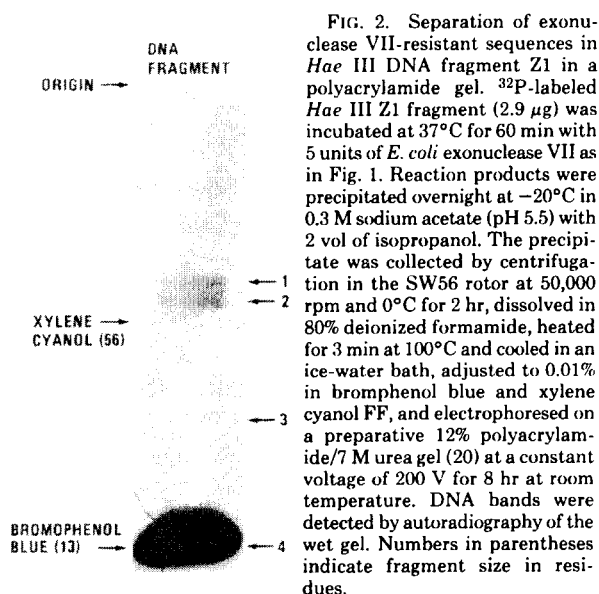 DNA
FRAGMENT
ORIGIN
1
2
XYLENE
CYANOL (56)
3
BROMOPHENOL
BLUE (13)
4
FIG. 2. Separation of exonu-
clease VII-resistant sequences in
Hae III DNA fragment Z1 in a
polyacrylamide gel. ³²P-labeled
Hae III Z1 fragment (2.9 μg) was
incubated at 37°C for 60 min with
5 units of E. coli exonuclease VII as
in Fig. 1. Reaction products were
precipitated overnight at −20°C in
0.3 M sodium acetate (pH 5.5) with
2 vol of isopropanol. The precipi-
tate was collected by centrifuga-
tion in the SW56 rotor at 50,000
rpm and 0°C for 2 hr, dissolved in
80% deionized formamide, heated
for 3 min at 100°C and cooled in an
ice-water bath, adjusted to 0.01%
in bromphenol blue and xylene
cyanol FF, and electrophoresed on
a preparative 12% polyacrylam-
ide/7 M urea gel (20) at a constant
voltage of 200 V for 8 hr at room
temperature. DNA bands were
detected by autoradiography of the
wet gel. Numbers in parentheses
indicate fragment size in resi-
dues.